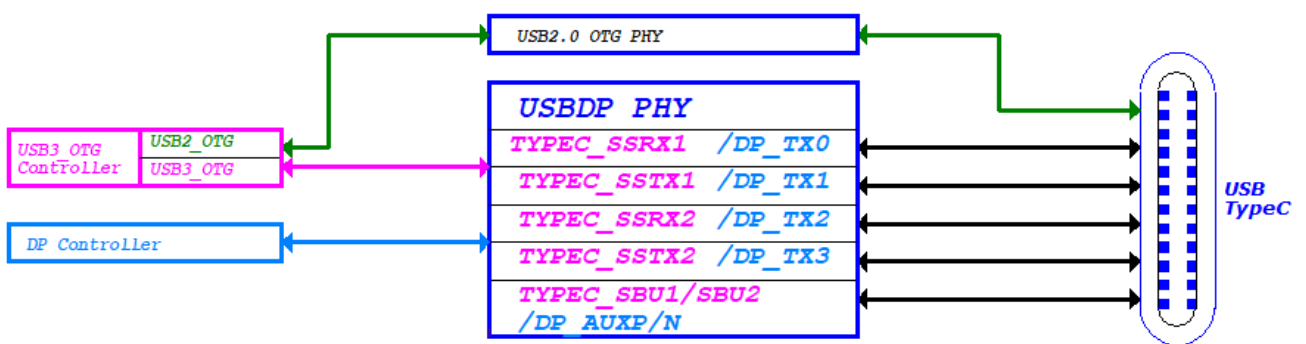 USB2.0 OTG PHY
USBDP PHY
TYPEC_SSRX1 /DP_TX0
USB3_OTG
Controller
USB2_OTG
USB3_OTG
TYPEC_SSTX1 /DP_TX1
TYPEC_SSRX2 /DP_TX2
USB
TypeC
DP Controller
TYPEC_SSTX2 /DP_TX3
TYPEC_SBU1/SBU2
/DP_AUXP/N